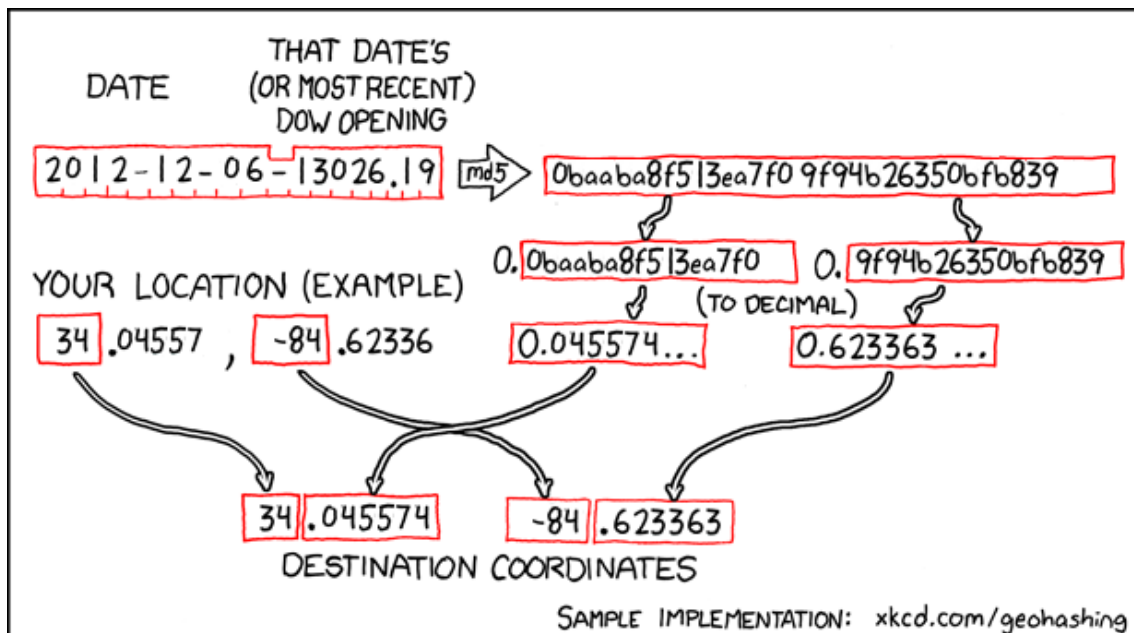 DATE
THAT DATE'S
(OR MOST RECENT)
DOW OPENING
2012-12-06-13026.19
md5
0baaba8f513ea7f0 9f94b26350bfb839
0. 0baaba8f513ea7f0
0. 9f94b26350bfb839
YOUR LOCATION (EXAMPLE)
(TO DECIMAL)
34.04557, -84.62336
0.045574...
0.623363 ...
34.045574
-84.623363
DESTINATION COORDINATES
SAMPLE IMPLEMENTATION: xkcd.com/geohashing